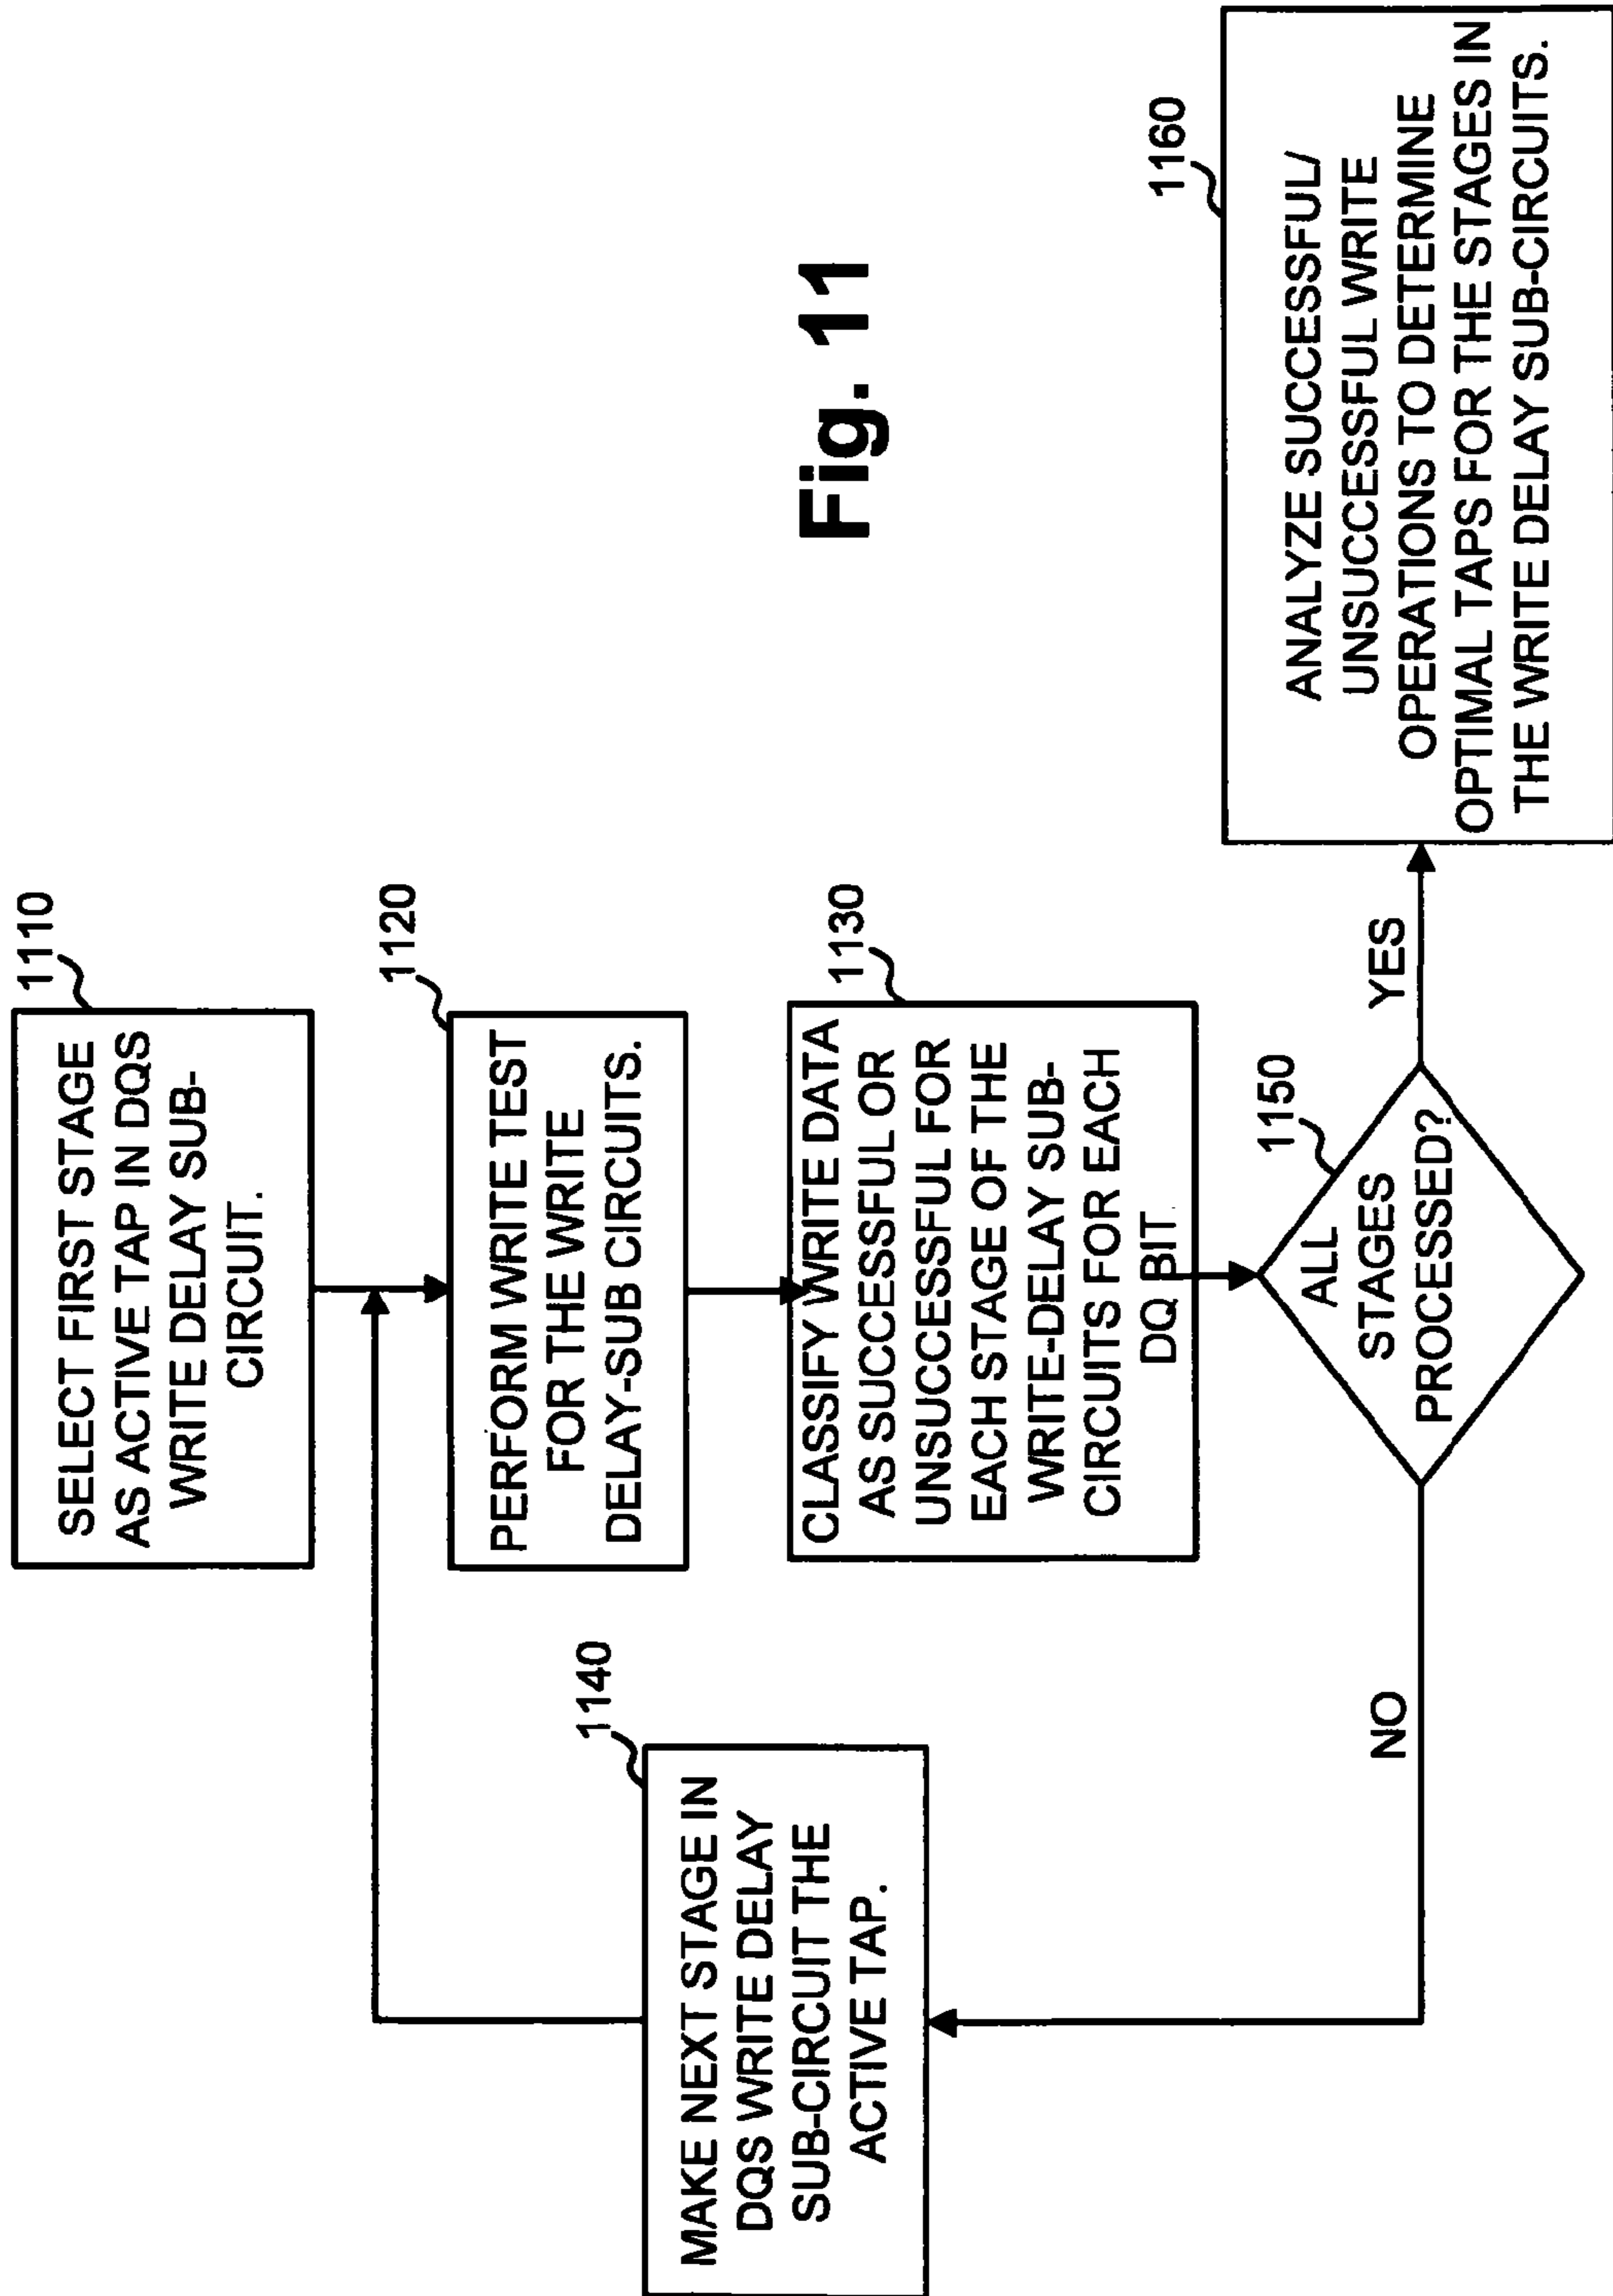 1110
SELECT FIRST STAGE
AS ACTIVE TAP IN DQS
WRITE DELAY SUB-
CIRCUIT.
1120
PERFORM WRITE TEST
FOR THE WRITE
DELAY-SUB CIRCUITS.
1130
CLASSIFY WRITE DATA
AS SUCCESSFUL OR
UNSUCCESSFUL FOR
EACH STAGE OF THE
WRITE-DELAY SUB-
CIRCUITS FOR EACH
DQ BIT.
1140
MAKE NEXT STAGE IN
DQS WRITE DELAY
SUB-CIRCUIT THE
ACTIVE TAP.
1150
ALL
STAGES
PROCESSED?
NO
YES
1160
ANALYZE SUCCESSFUL/
UNSUCCESSFUL WRITE
OPERATIONS TO DETERMINE
OPTIMAL TAPS FOR THE STAGES IN
THE WRITE DELAY SUB-CIRCUITS.
Fig. 11